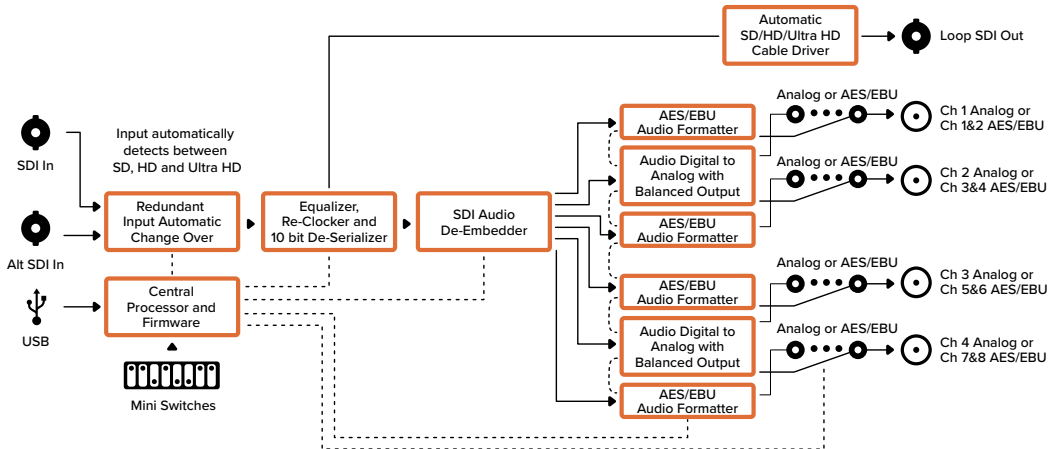 Automatic
SD/HD/Ultra HD
Cable Driver
Loop SDI Out
SDI In
Input automatically
detects between
SD, HD and Ultra HD
Alt SDI In
Redundant
Input Automatic
Change Over
Equalizer,
Re-Clocker and
10 bit De-Serializer
SDI Audio
De-Embedder
USB
Central
Processor and
Firmware
Mini Switches
AES/EBU
Audio Formatter
Audio Digital to
Analog with
Balanced Output
AES/EBU
Audio Formatter
AES/EBU
Audio Formatter
Audio Digital to
Analog with
Balanced Output
AES/EBU
Audio Formatter
Analog or AES/EBU
Ch 1 Analog or
Ch 1&2 AES/EBU
Analog or AES/EBU
Ch 2 Analog or
Ch 3&4 AES/EBU
Analog or AES/EBU
Ch 3 Analog or
Ch 5&6 AES/EBU
Analog or AES/EBU
Ch 4 Analog or
Ch 7&8 AES/EBU